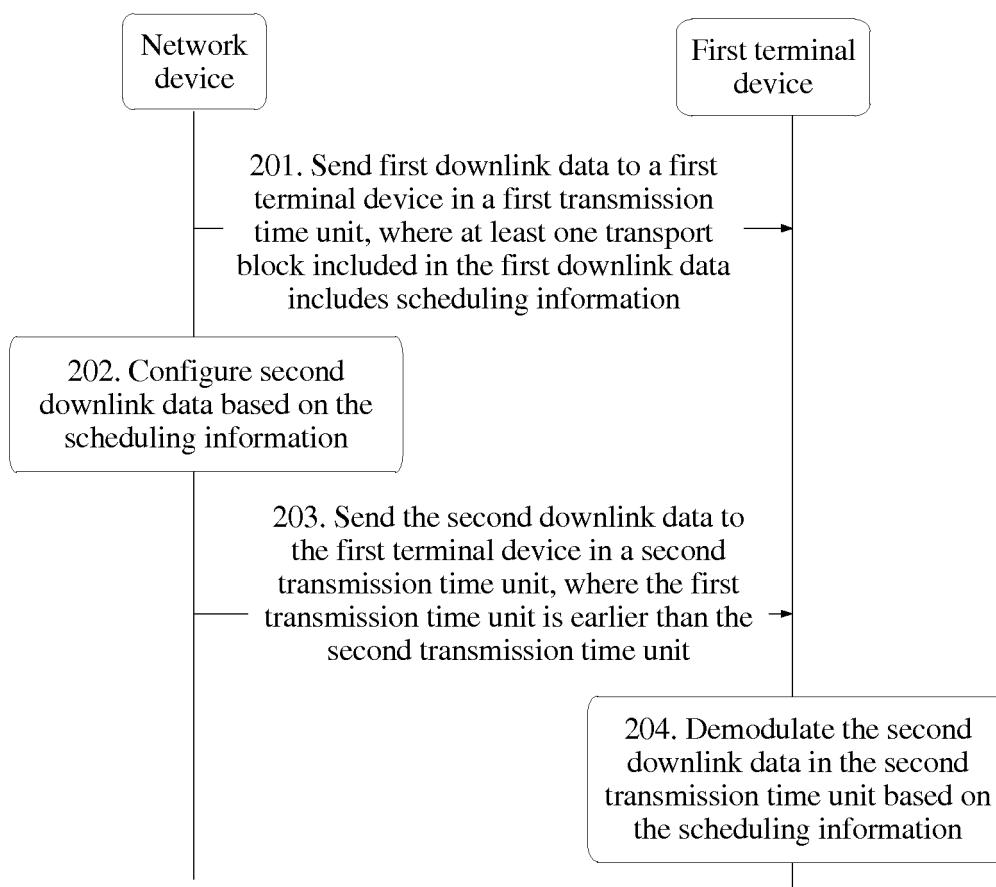 Network
device
First terminal
device
201. Send first downlink data to a first
terminal device in a first transmission
time unit, where at least one transport
block included in the first downlink data
includes scheduling information
202. Configure second
downlink data based on the
scheduling information
203. Send the second downlink data to
the first terminal device in a second
transmission time unit, where the first
transmission time unit is earlier than the
second transmission time unit
204. Demodulate the second
downlink data in the second
transmission time unit based on
the scheduling information